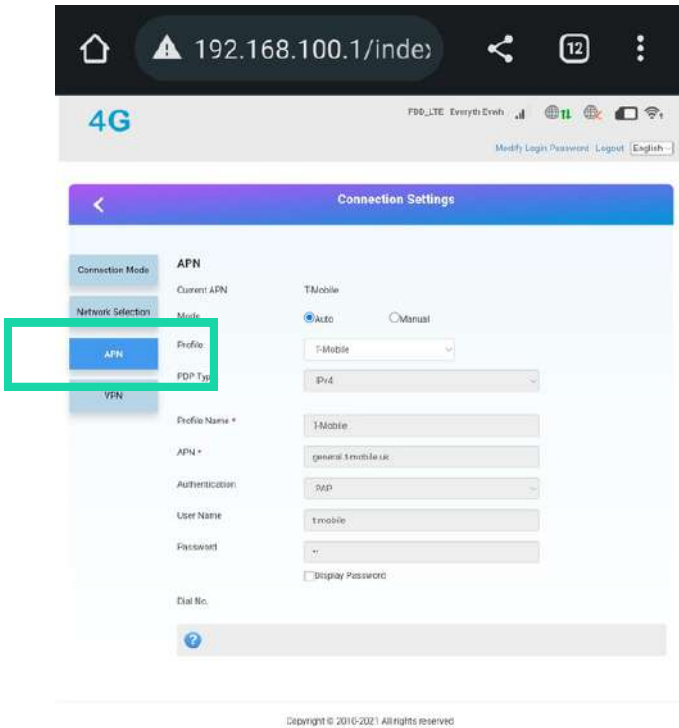 192.168.100.1/inde
12
4G
FDD_LTE
Modify Login Password Logout English
Connection Settings
Connection Mode
Network Selection
APN
VPN
APN
Current APN T-Mobile
Mode Auto Manual
Profile T-Mobile
PDP Typ IPv4
Profile Name * T-Mobile
APN * general.t-mobile.uk
Authentication PAP
User Name t-mobile
Password ••
Display Password
Dial No.
?
Copyright © 2010-2021 All rights reserved